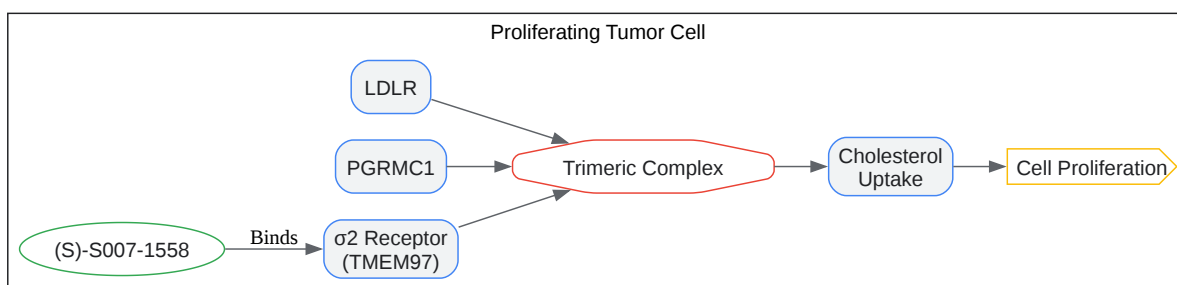 Proliferating Tumor Cell
LDLR
PGRMC1
Trimeric Complex
Cholesterol
Uptake
Cell Proliferation
(S)-S007-1558
Binds
σ2 Receptor
(TMEM97)